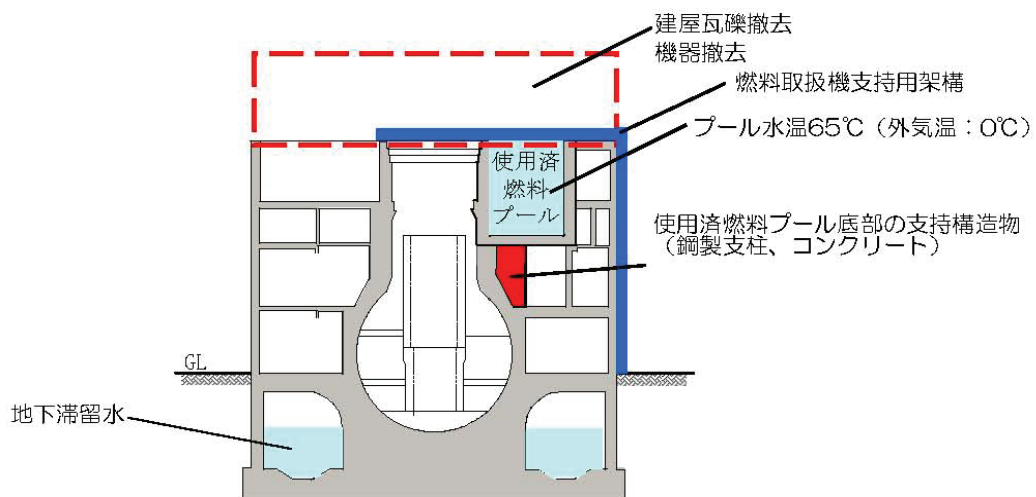 建屋瓦礫撤去
機器撤去
燃料取扱機支持用架構
プール水温65℃（外気温：0℃）
使用済
燃料
プール
使用済燃料プール底部の支持構造物
（鋼製支柱、コンクリート）
GL
地下滞留水